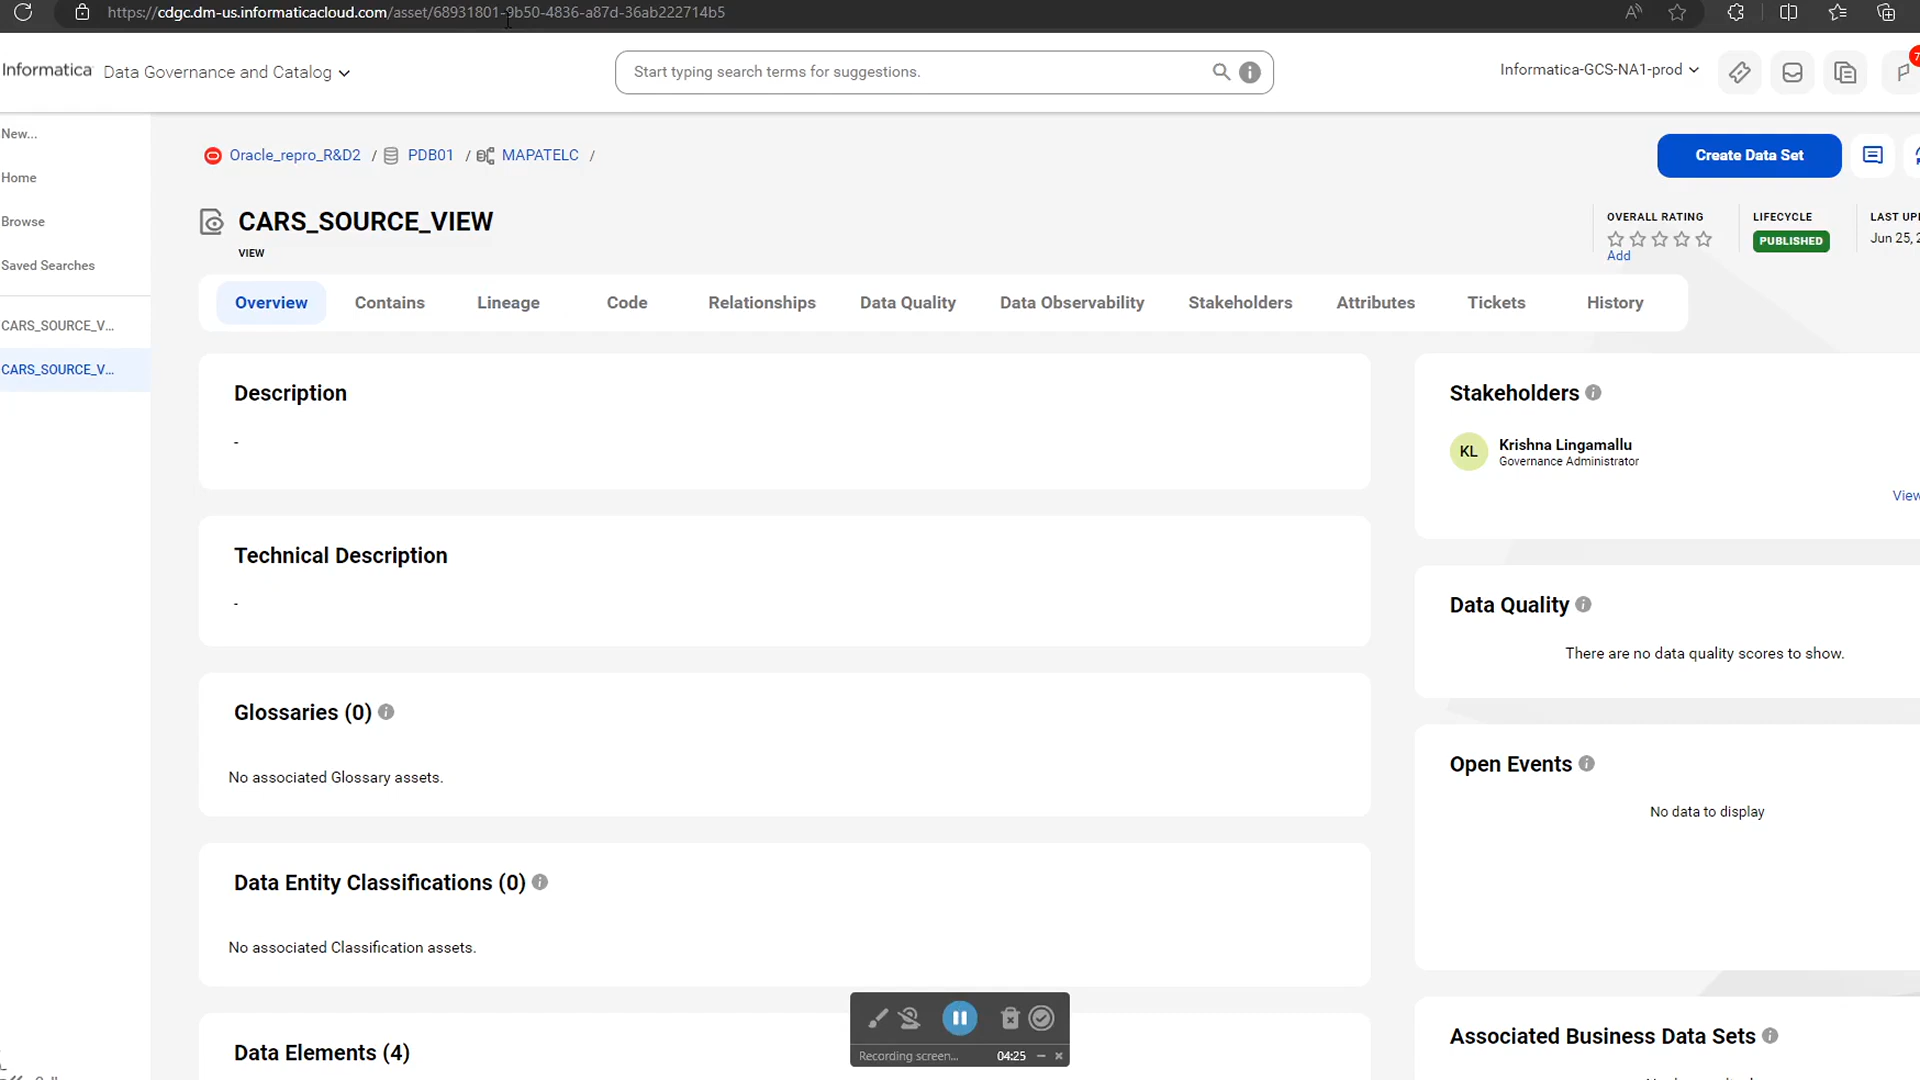 https://cdgc.dm-us.informaticacloud.com/asset/68931801-9b50-4836-a87d-36ab222714b5
Informatica Data Governance and Catalog
Start typing search terms for suggestions.
Informatica-GCS-NA1-prod
7
New...
Home
Browse
Saved Searches
CARS_SOURCE_V...
CARS_SOURCE_V...
Oracle_repro_R&D2 / PDB01 / MAPATELC /
Create Data Set
CARS_SOURCE_VIEW
VIEW
OVERALL RATING
Add
LIFECYCLE
PUBLISHED
LAST UP
Jun 25, 2
Overview Contains Lineage Code Relationships Data Quality Data Observability Stakeholders Attributes Tickets History
Description
-
Technical Description
-
Glossaries (0)
No associated Glossary assets.
Data Entity Classifications (0)
No associated Classification assets.
Data Elements (4)
Stakeholders
KL
Krishna Lingamallu
Governance Administrator
View
Data Quality
There are no data quality scores to show.
Open Events
No data to display
Associated Business Data Sets
Recording screen... 04:25